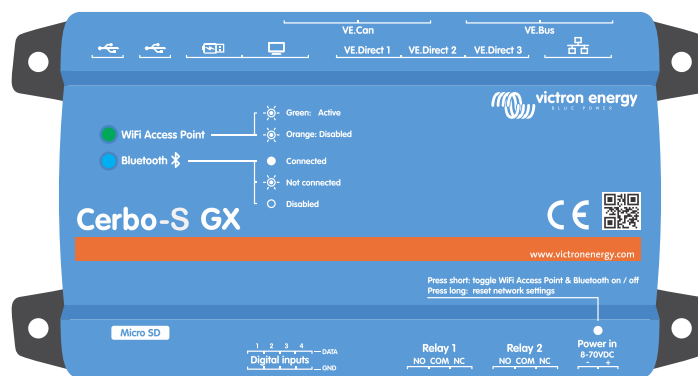 VE.Can
VE.Bus
VE.Direct 1 VE.Direct 2 VE.Direct 3
victron energy
BLUE POWER
WiFi Access Point
Green: Active
Orange: Disabled
Bluetooth
Connected
Not connected
Disabled
Cerbo-S GX
CE
www.victronenergy.com
Press short: toggle WiFi Access Point & Bluetooth on / off
Press long: reset network settings
Micro SD
1 2 3 4 DATA
Digital inputs
GND
Relay 1
NO COM NC
Relay 2
NO COM NC
Power in
8-70VDC
- +